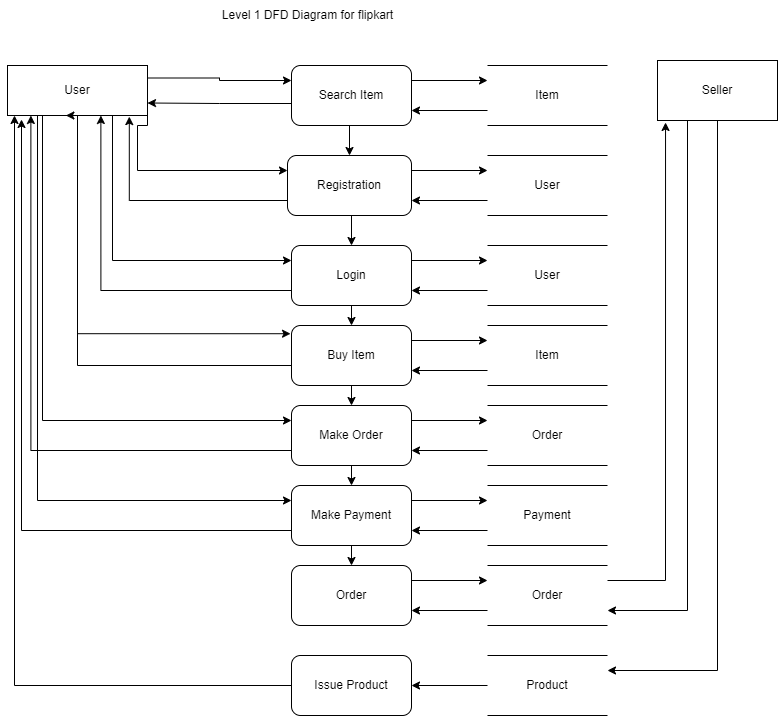 Level 1 DFD Diagram for flipkart
User
Search Item
Item
Seller
Registration
User
Login
User
Buy Item
Item
Make Order
Order
Make Payment
Payment
Order
Order
Issue Product
Product